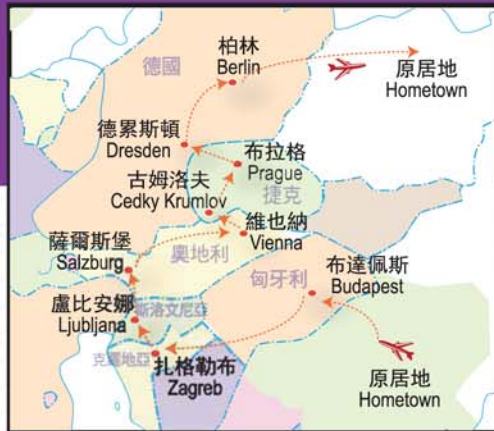 柏林
Berlin
德國
原居地
Hometown
德累斯頓
Dresden
布拉格
Prague
捷克
古姆洛夫
Cedky Krumlov
維也納
Vienna
薩爾斯堡
Salzburg
奧地利
匈牙利
布達佩斯
Budapest
盧比安娜
Ljubljana
斯洛文尼亞
克羅地亞
扎格勒布
Zagreb
原居地
Hometown